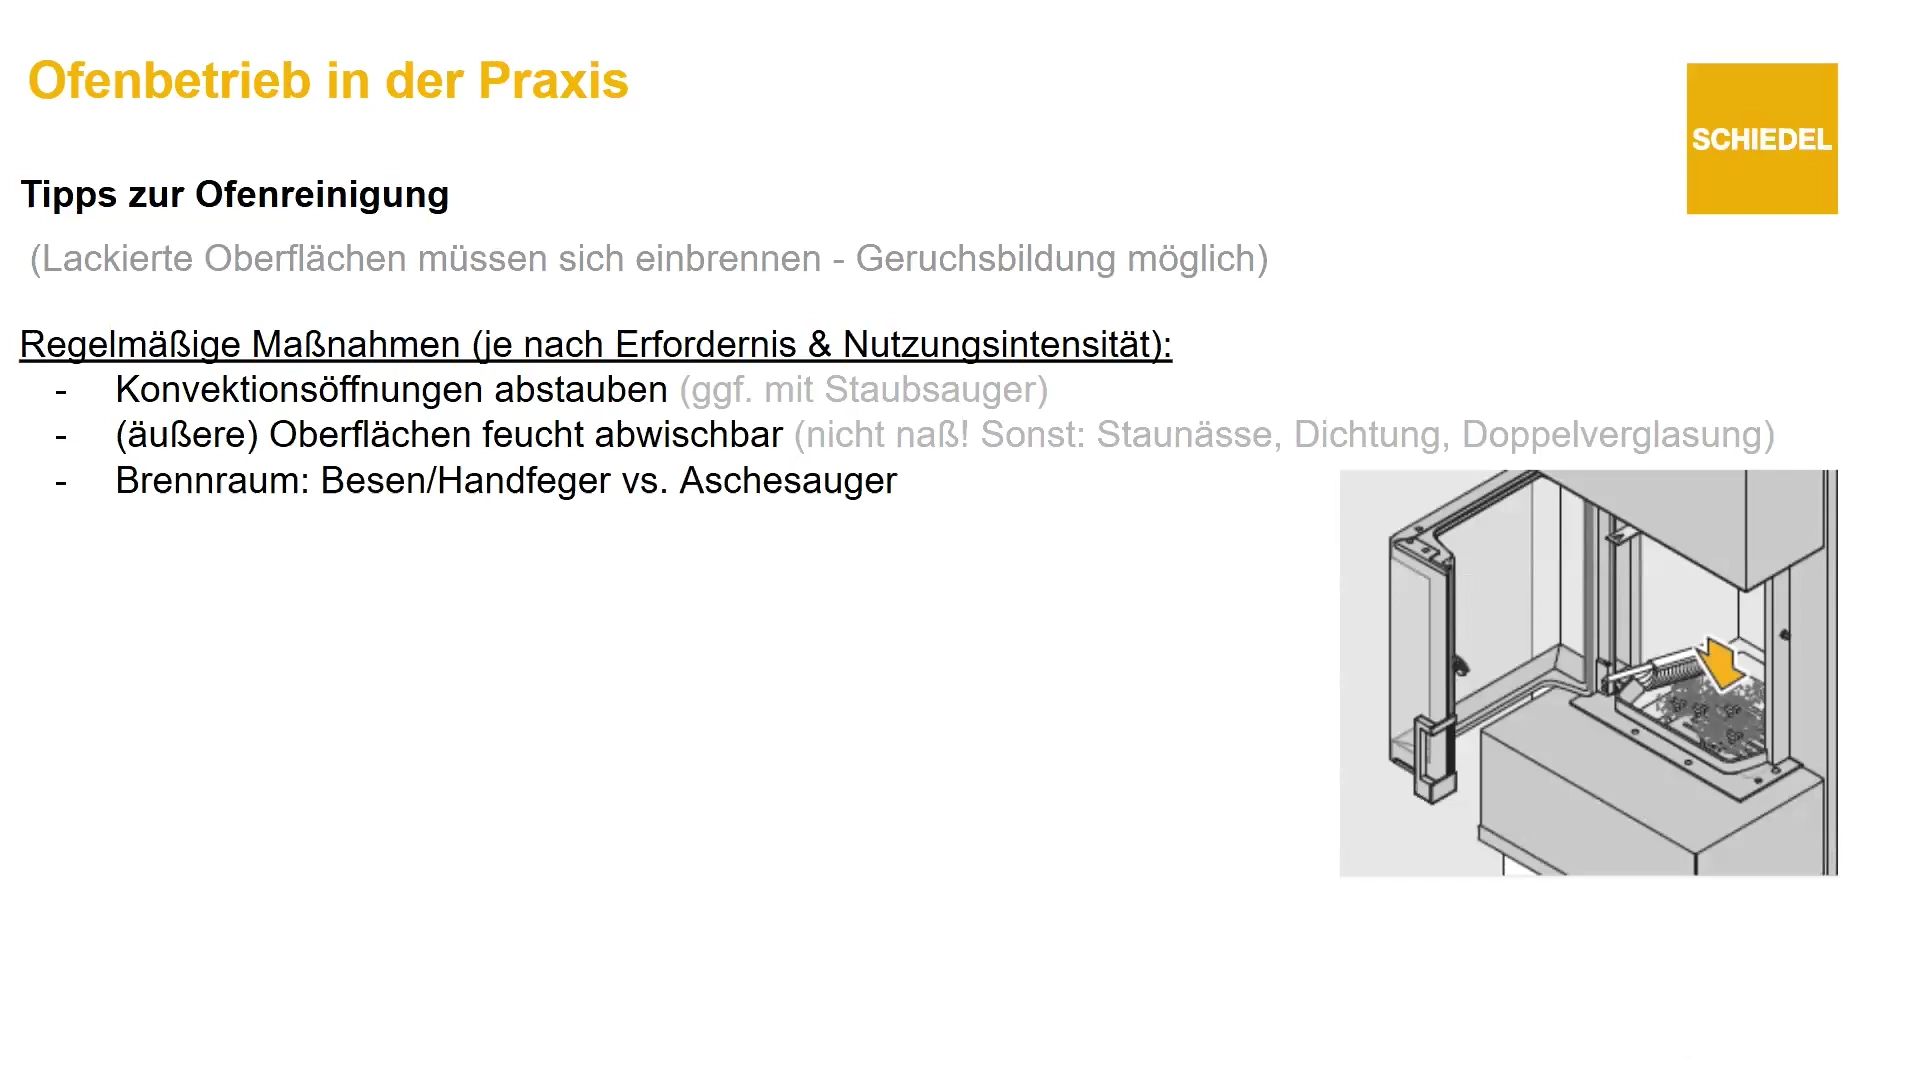 Ofenbetrieb in der Praxis
SCHIEDEL
Tipps zur Ofenreinigung
(Lackierte Oberflächen müssen sich einbrennen - Geruchsbildung möglich)
Regelmäßige Maßnahmen (je nach Erfordernis & Nutzungsintensität):
- Konvektionsöffnungen abstauben (ggf. mit Staubsauger)
- (äußere) Oberflächen feucht abwischbar (nicht naß! Sonst: Staunässe, Dichtung, Doppelverglasung)
- Brennraum: Besen/Handfeger vs. Aschesauger